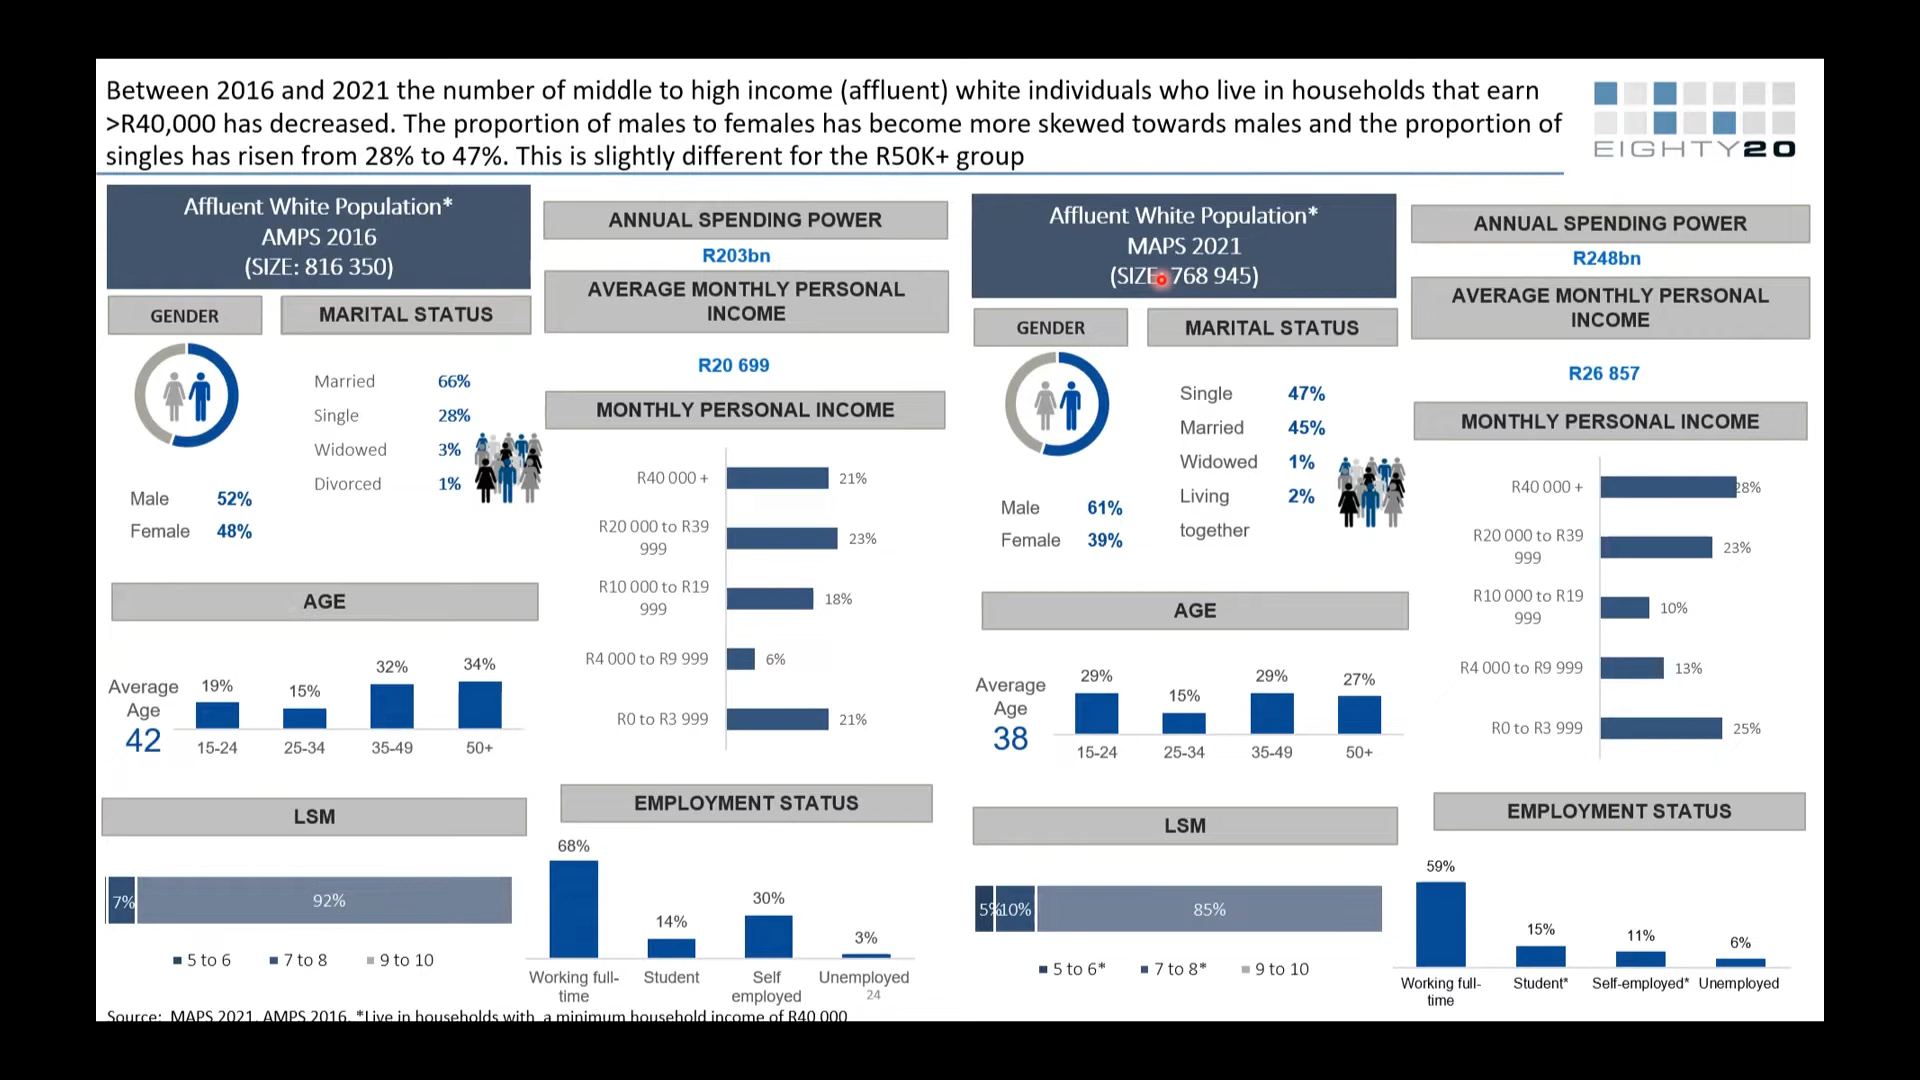 Between 2016 and 2021 the number of middle to high income (affluent) white individuals who live in households that earn
>R40,000 has decreased. The proportion of males to females has become more skewed towards males and the proportion of
singles has risen from 28% to 47%. This is slightly different for the R50K+ group
EIGHTY20
Affluent White Population*
AMPS 2016
(SIZE: 816 350)
GENDER
Male 52%
Female 48%
MARITAL STATUS
Married 66%
Single 28%
Widowed 3%
Divorced 1%
AGE
Average
Age
42
19% 15% 32% 34%
15-24 25-34 35-49 50+
LSM
7% 92%
5 to 6 7 to 8 9 to 10
ANNUAL SPENDING POWER
R203bn
AVERAGE MONTHLY PERSONAL
INCOME
R20 699
MONTHLY PERSONAL INCOME
R40 000 + 21%
R20 000 to R39
999 23%
R10 000 to R19
999 18%
R4 000 to R9 999 6%
R0 to R3 999 21%
EMPLOYMENT STATUS
68% 14% 30% 3%
Working full-
time
Student
Self
employed
Unemployed
24
Affluent White Population*
MAPS 2021
(SIZE: 768 945)
GENDER
Male 61%
Female 39%
MARITAL STATUS
Single 47%
Married 45%
Widowed 1%
Living 2%
together
AGE
Average
Age
38
29% 15% 29% 27%
15-24 25-34 35-49 50+
LSM
5% 10% 85%
5 to 6* 7 to 8* 9 to 10
ANNUAL SPENDING POWER
R248bn
AVERAGE MONTHLY PERSONAL
INCOME
R26 857
MONTHLY PERSONAL INCOME
R40 000 + 28%
R20 000 to R39
999 23%
R10 000 to R19
999 10%
R4 000 to R9 999 13%
R0 to R3 999 25%
EMPLOYMENT STATUS
59% 15% 11% 6%
Working full-
time
Student*
Self-employed*
Unemployed
Source: MAPS 2021, AMPS 2016, *Live in households with a minimum household income of R40 000